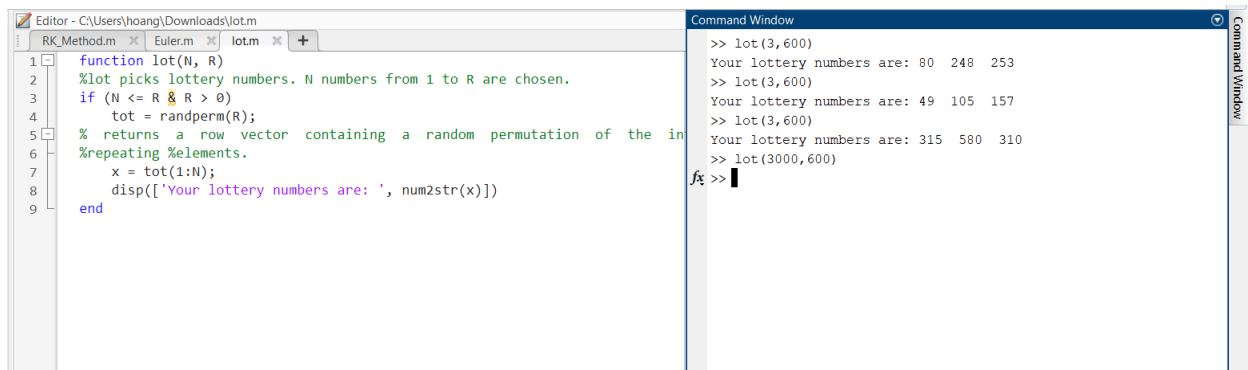 Editor - C:\Users\hoang\Downloads\lot.m
RK_Method.m Euler.m lot.m +
1 function lot(N, R)
2 %lot picks lottery numbers. N numbers from 1 to R are chosen.
3 if (N <= R & R > 0)
4 tot = randperm(R);
5 % returns a row vector containing a random permutation of the
6 %repeating %elements.
7 x = tot(1:N);
8 disp(['Your lottery numbers are: ', num2str(x)])
9 end
Command Window
>> lot(3,600)
Your lottery numbers are: 80 248 253
>> lot(3,600)
Your lottery numbers are: 49 105 157
>> lot(3,600)
Your lottery numbers are: 315 580 310
>> lot(3000,600)
fx >>
Command Window